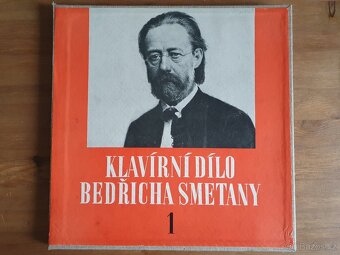 KLAVÍRNÍ DÍLO
BEDŘICHA SMETANY
1